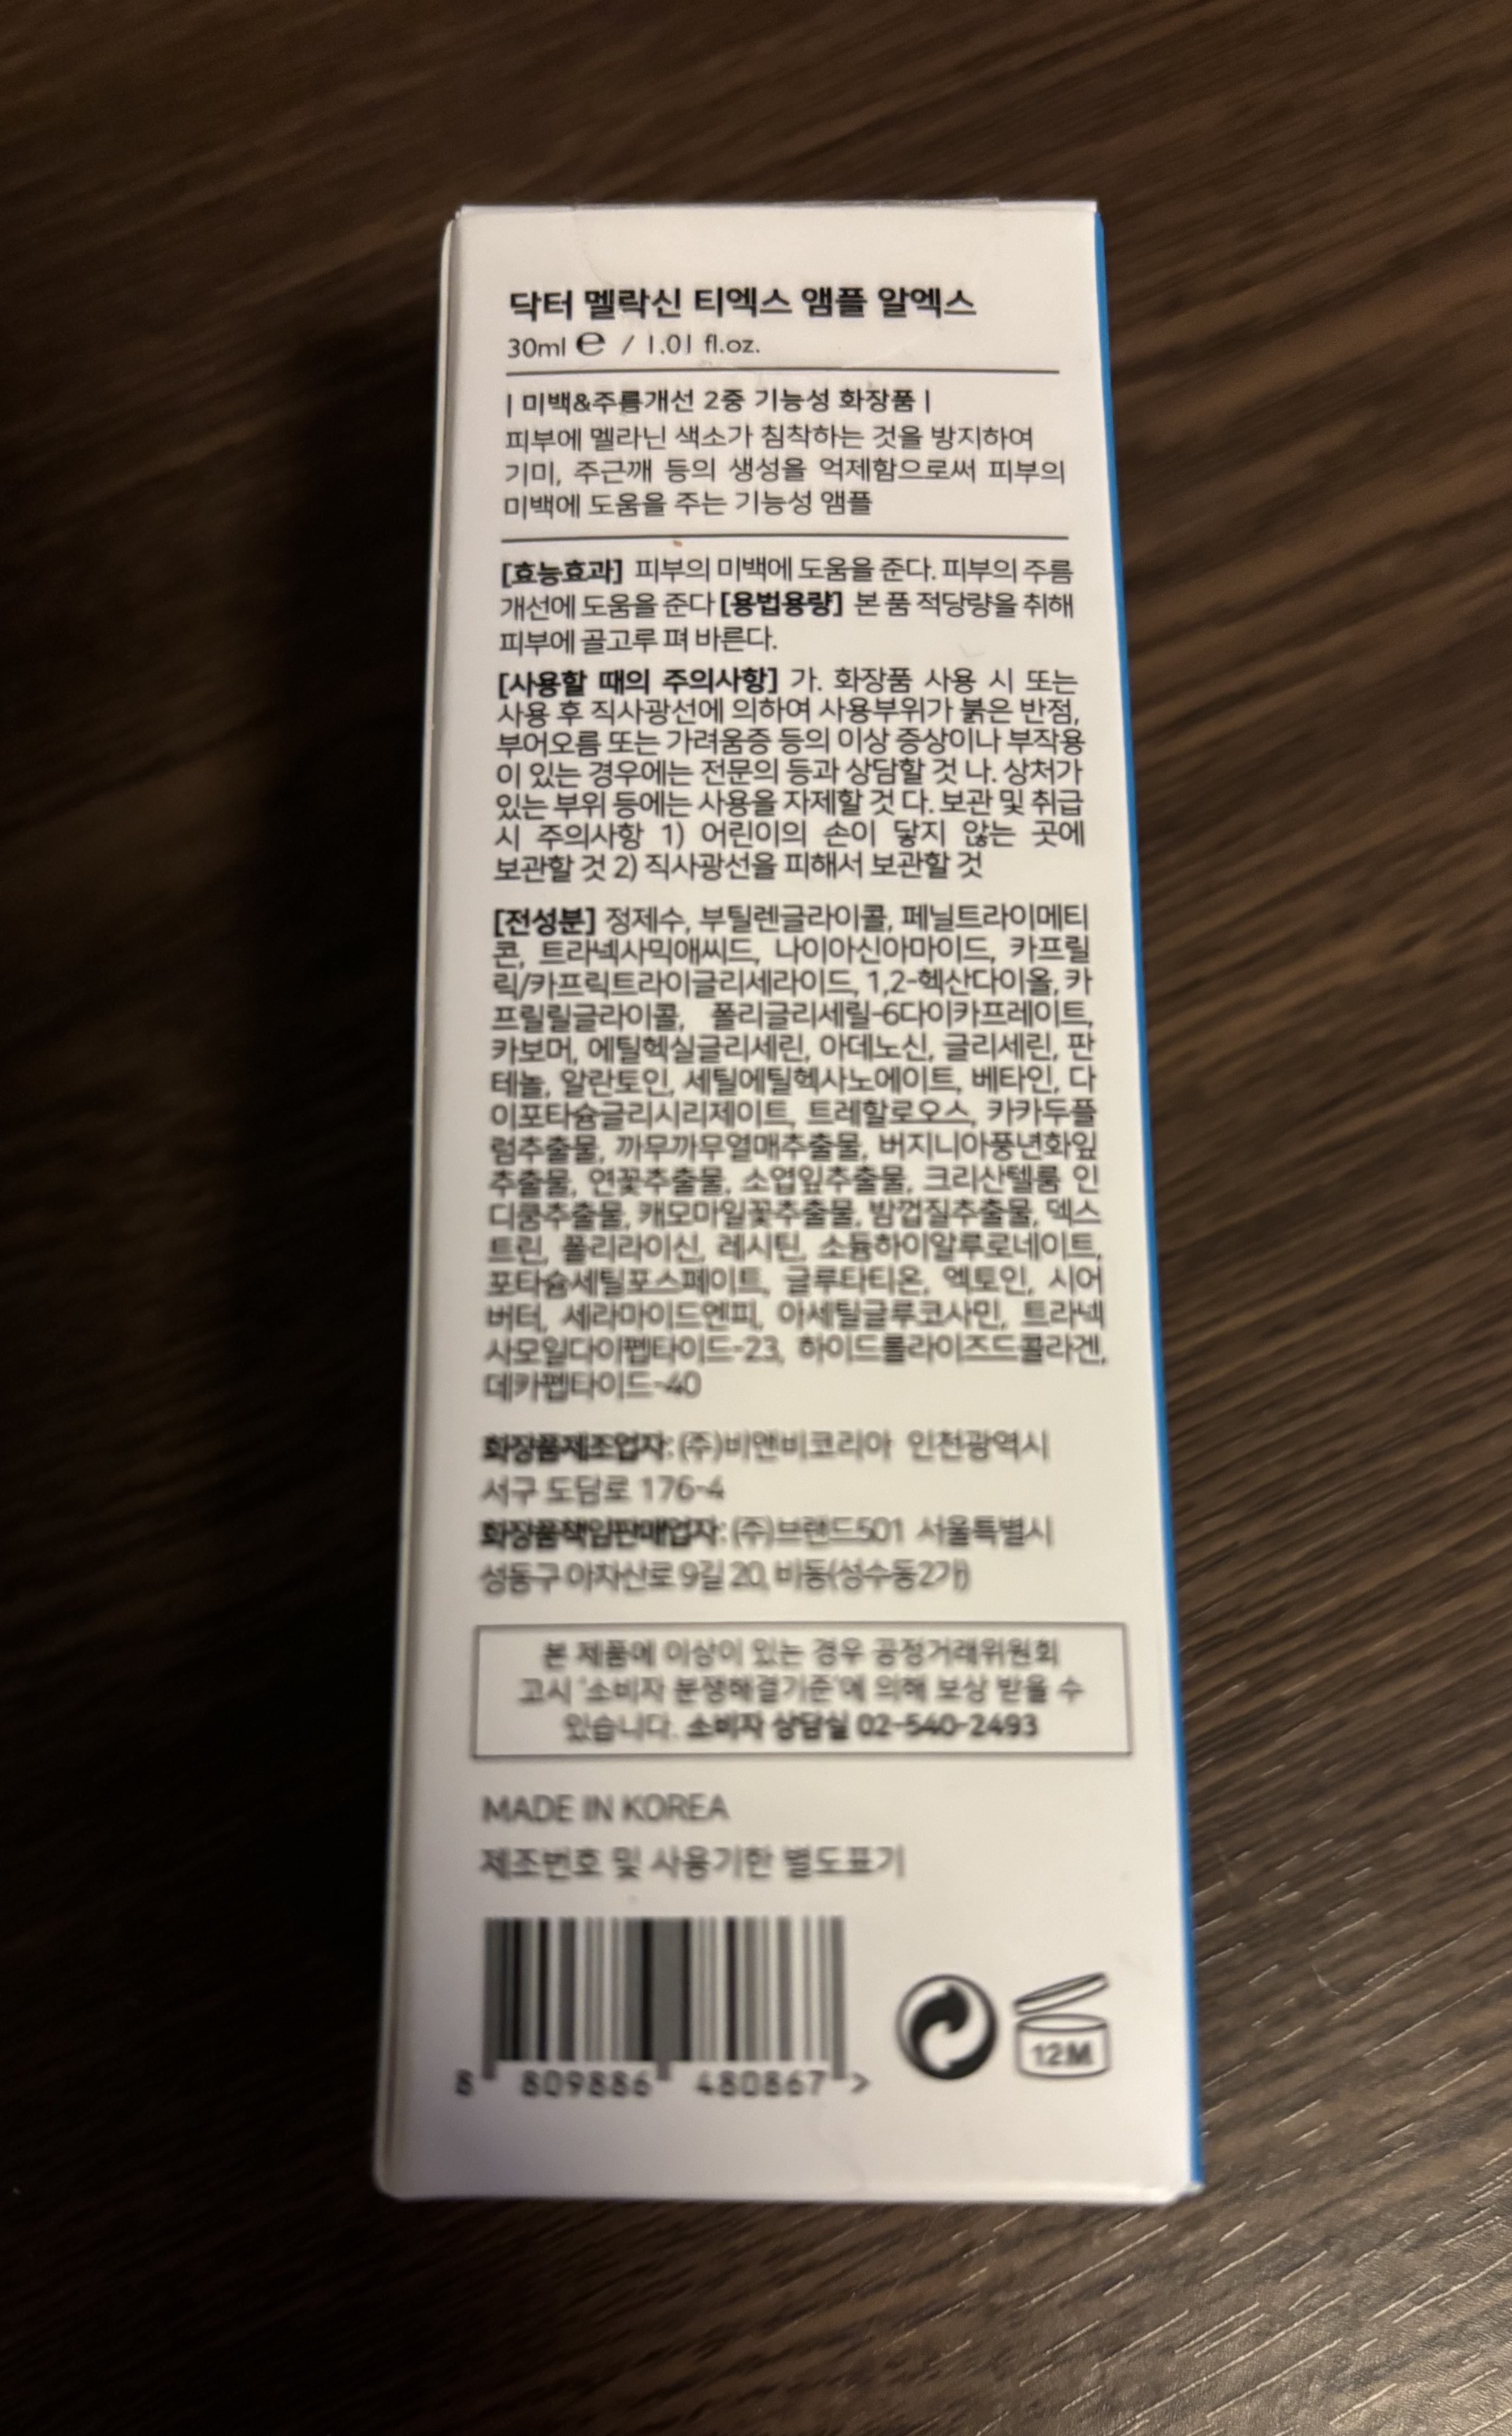 닥터 멜락신 티엑스 앰플 알엑스
30ml ℮ / 1.01 fl.oz.
| 미백&주름개선 2중 기능성 화장품 |
피부에 멜라닌 색소가 침착하는 것을 방지하여
기미, 주근깨 등의 생성을 억제함으로써 피부의
미백에 도움을 주는 기능성 앰플
[효능효과] 피부의 미백에 도움을 준다. 피부의 주름
개선에 도움을 준다 [용법용량] 본 품 적당량을 취해
피부에 골고루 펴 바른다.
[사용할 때의 주의사항] 가. 화장품 사용 시 또는
사용 후 직사광선에 의하여 사용부위가 붉은 반점,
부어오름 또는 가려움증 등의 이상 증상이나 부작용
이 있는 경우에는 전문의 등과 상담할 것 나. 상처가
있는 부위 등에는 사용을 자제할 것 다. 보관 및 취급
시 주의사항 1) 어린이의 손이 닿지 않는 곳에
보관할 것 2) 직사광선을 피해서 보관할 것
[전성분] 정제수, 부틸렌글라이콜, 페닐트라이메티
콘, 트라넥사믹애씨드, 나이아신아마이드, 카프릴
릭/카프릭트라이글리세라이드, 1,2-헥산다이올, 카
프릴릴글라이콜, 폴리글리세릴-6다이카프레이트,
카보머, 에틸헥실글리세린, 아데노신, 글리세린, 판
테놀, 알란토인, 세틸에틸헥사노에이트, 베타인, 다
이포타슘글리시리제이트, 트레할로오스, 카카두플
럼추출물, 까무까무열매추출물, 버지니아풍년화잎
추출물, 연꽃추출물, 소엽잎추출물, 크리산텔룸 인
디쿰추출물, 캐모마일꽃추출물, 밤껍질추출물, 덱스
트린, 폴리라이신, 레시틴, 소듐하이알루로네이트,
포타슘세틸포스페이트, 글루타티온, 엑토인, 시어
버터, 세라마이드엔피, 아세틸글루코사민, 트라넥
사모일다이펩타이드-23, 하이드롤라이즈드콜라겐,
데카펩타이드-40
화장품제조업자: (주)비앤비코리아 인천광역시
서구 도담로 176-4
화장품책임판매업자: (주)브랜드501 서울특별시
성동구 아차산로 9길 20, 비동(성수동2가)
본 제품에 이상이 있는 경우 공정거래위원회
고시 '소비자 분쟁해결기준'에 의해 보상 받을 수
있습니다. 소비자 상담실 02-540-2493
MADE IN KOREA
제조번호 및 사용기한 별도표기
8 809886 480867 >
12M